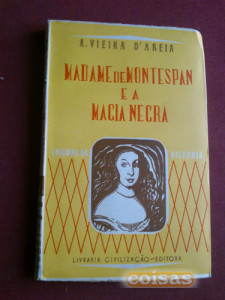 A. VIEIRA D'AREIA
MADAME DE MONTESPAN
E A
MAGIA NEGRA
LIVRARIA CIVILIZAÇÃO-EDITORA
coisas